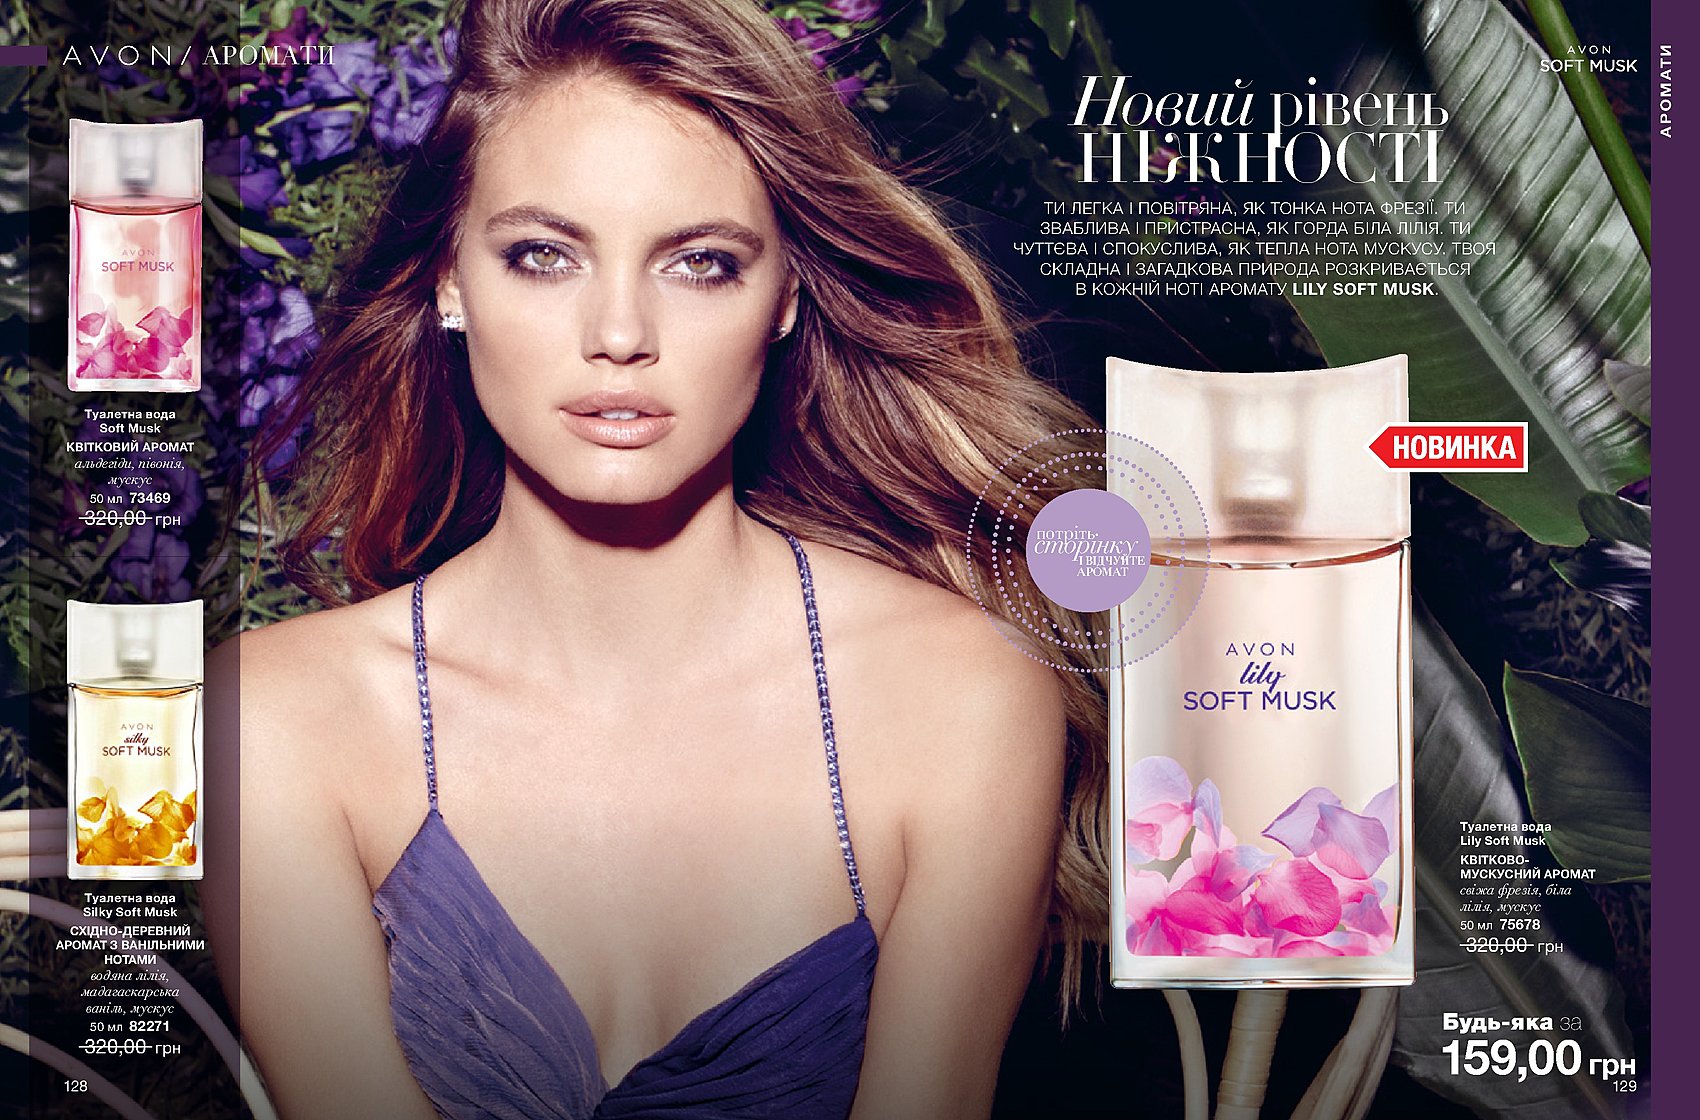 AVON / АРОМАТИ
AVON
SOFT MUSK
Туалетна вода
Soft Musk
КВІТКОВИЙ АРОМАТ
альдегіди, півонія,
мускус
50 мл 73469
320,00 грн
AVON
silky
SOFT MUSK
Туалетна вода
Silky Soft Musk
СХІДНО-ДЕРЕВНИЙ
АРОМАТ З ВАНІЛЬНИМИ
НОТАМИ
водяна лілія,
мадагаскарська
ваніль, мускус
50 мл 82271
320,00 грн
128
AVON
SOFT MUSK
АРОМАТИ
Новий рівень
НІЖНОСТІ
ТИ ЛЕГКА І ПОВІТРЯНА, ЯК ТОНКА НОТА ФРЕЗІЇ. ТИ
ЗВАБЛИВА І ПРИСТРАСНА, ЯК ГОРДА БІЛА ЛІЛІЯ. ТИ
ЧУТТЄВА І СПОКУСЛИВА, ЯК ТЕПЛА НОТА МУСКУСУ. ТВОЯ
СКЛАДНА І ЗАГАДКОВА ПРИРОДА РОЗКРИВАЄТЬСЯ
В КОЖНІЙ НОТІ АРОМАТУ LILY SOFT MUSK.
НОВИНКА
ПОТРІТЬ
СТОРІНКУ
І ВІДЧУЙТЕ
АРОМАТ
AVON
lily
SOFT MUSK
Туалетна вода
Lily Soft Musk
КВІТКОВО-
МУСКУСНИЙ АРОМАТ
свіжа фрезія, біла
лілія, мускус
50 мл 75678
320,00 грн
Будь-яка за
159,00 грн
129